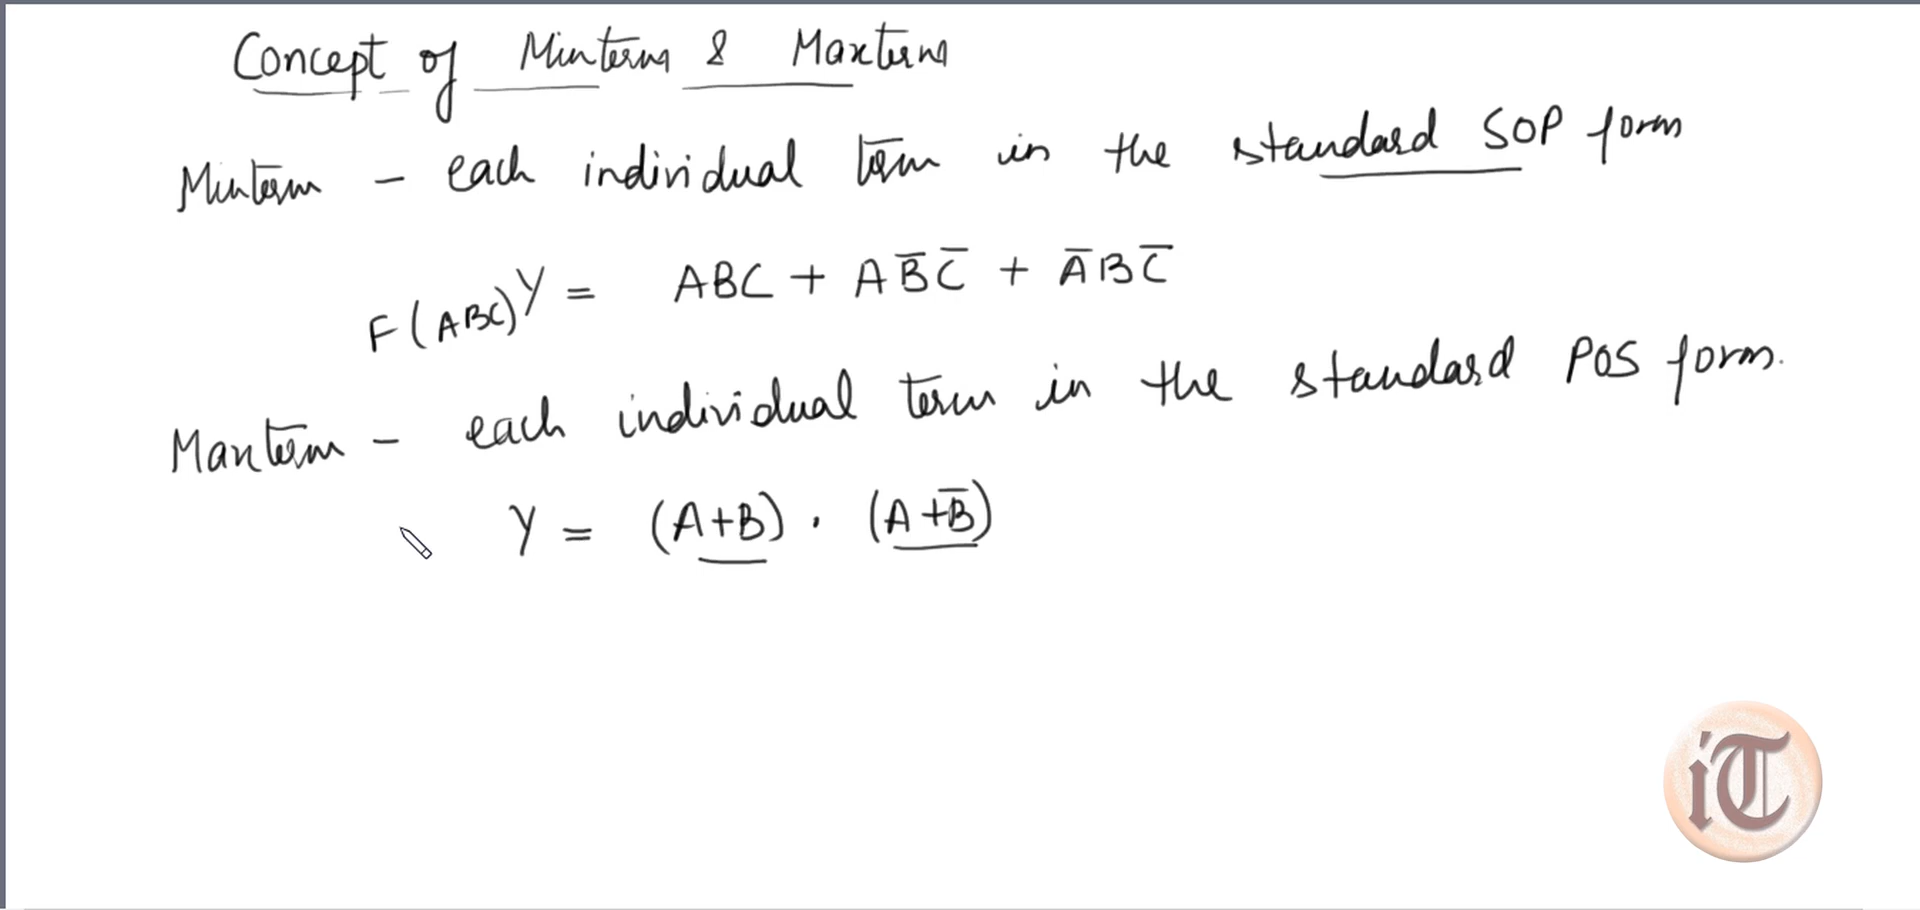 Concept of Minterms & Maxterms
Minterm - each individual term in the standard SOP form
F(ABC) Y = ABC + AB̅C̅ + A̅BC̅
Maxterm - each individual term in the standard POS form.
Y = (A+B) . (A+B̅)
iT